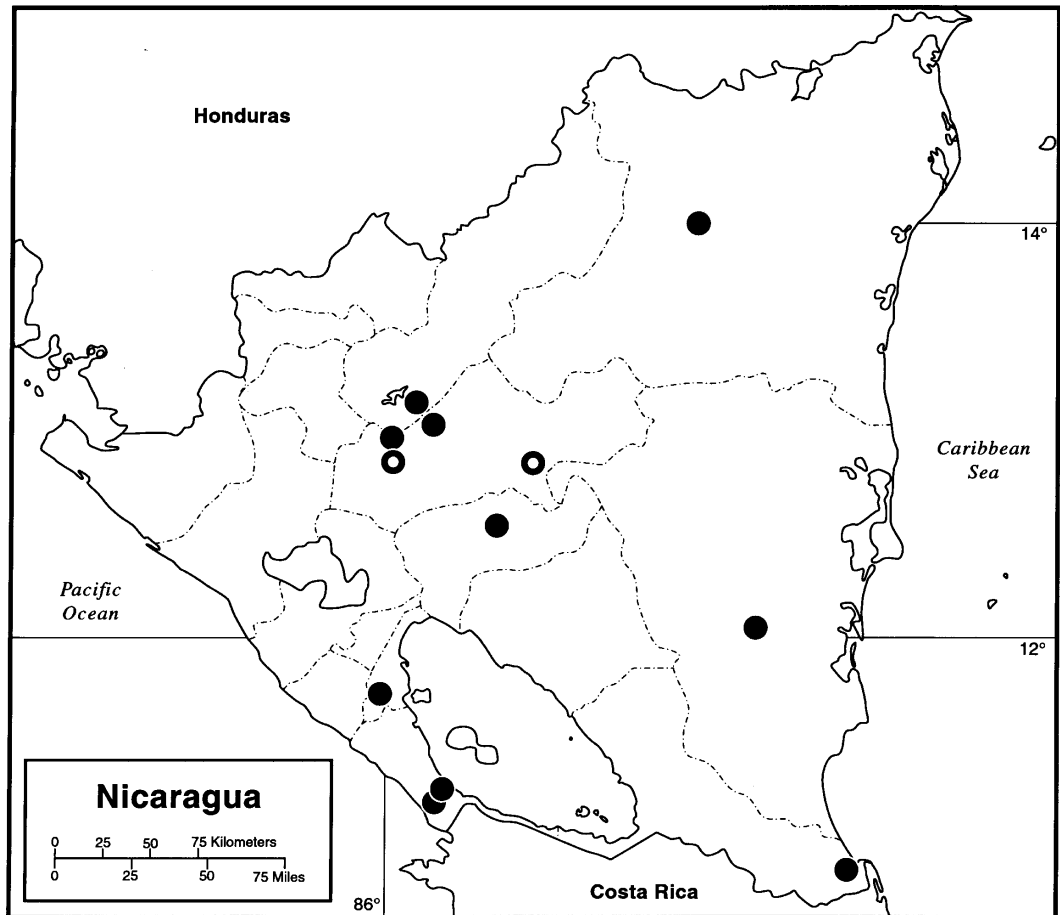 Honduras
14°
Caribbean
Sea
Pacific
Ocean
12°
Nicaragua
0 25 50 75 Kilometers
0 25 50 75 Miles
86°
Costa Rica